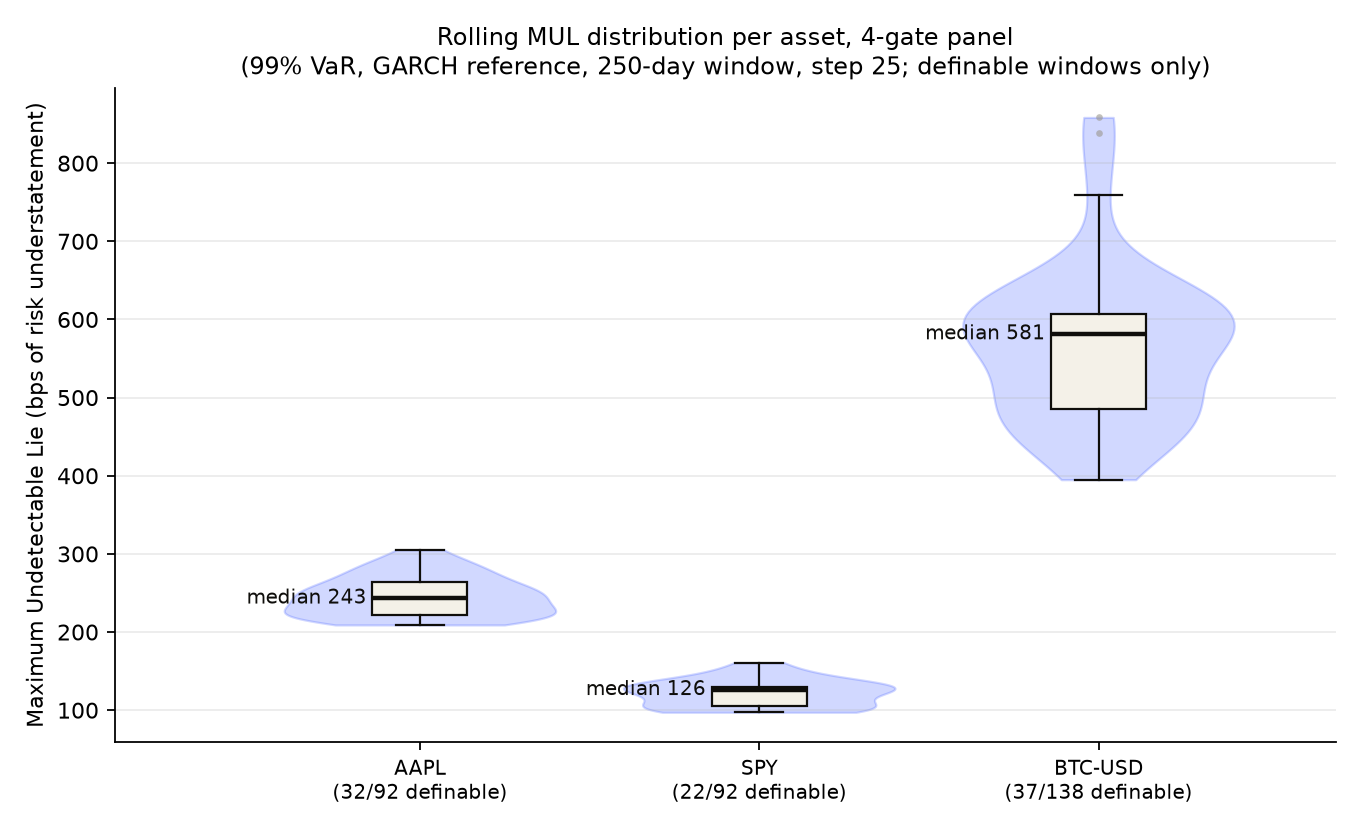 Rolling MUL distribution per asset, 4-gate panel
(99% VaR, GARCH reference, 250-day window, step 25; definable windows only)
Maximum Undetectable Lie (bps of risk understatement)
800
700
600
500
400
300
200
100
median 243
median 126
median 581
AAPL
(32/92 definable)
SPY
(22/92 definable)
BTC-USD
(37/138 definable)